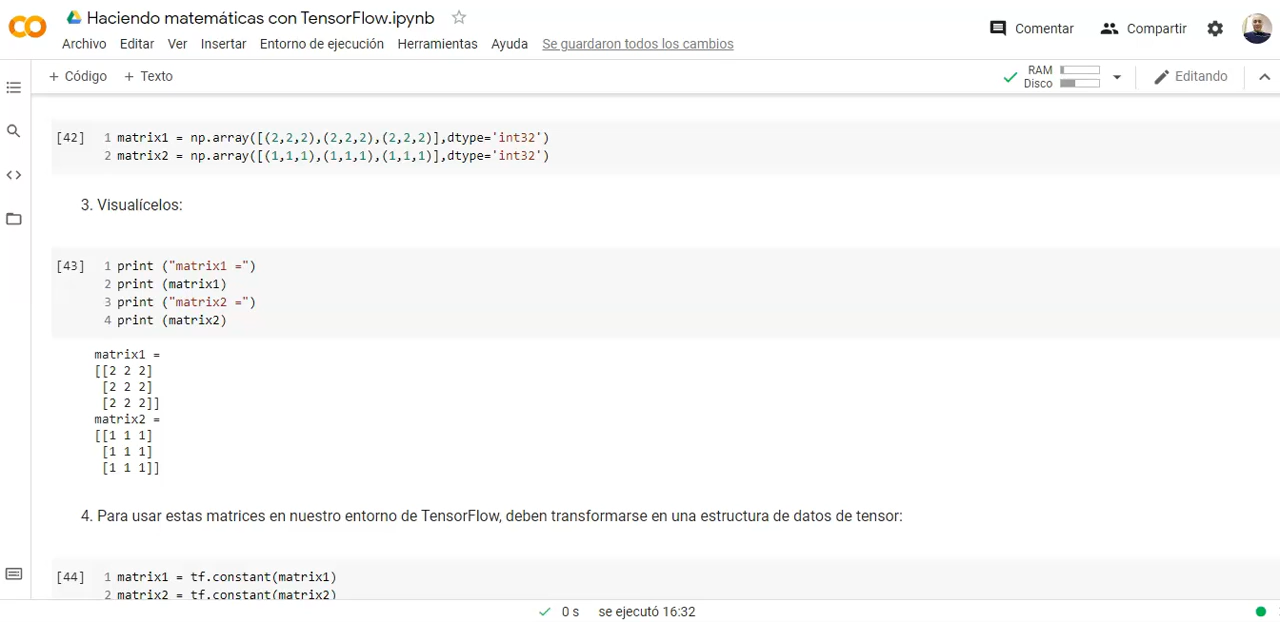 Haciendo matemáticas con TensorFlow.ipynb
Comentar
Compartir
Archivo Editar Ver Insertar Entorno de ejecución Herramientas Ayuda Se guardaron todos los cambios
+ Código + Texto
RAM
Disco
Editando
[42] 1 matrix1 = np.array([(2,2,2),(2,2,2),(2,2,2)],dtype='int32')
2 matrix2 = np.array([(1,1,1),(1,1,1),(1,1,1)],dtype='int32')
3. Visualícelos:
[43] 1 print ("matrix1 =")
2 print (matrix1)
3 print ("matrix2 =")
4 print (matrix2)
matrix1 =
[[2 2 2]
[2 2 2]
[2 2 2]]
matrix2 =
[[1 1 1]
[1 1 1]
[1 1 1]]
4. Para usar estas matrices en nuestro entorno de TensorFlow, deben transformarse en una estructura de datos de tensor:
[44] 1 matrix1 = tf.constant(matrix1)
2 matrix2 = tf.constant(matrix2)
0 s se ejecutó 16:32